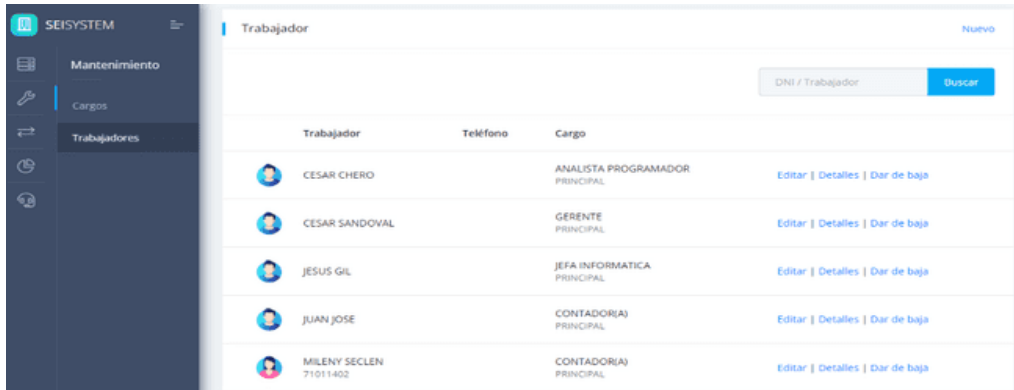 SEISYSTEM
Trabajador
Nuevo
Mantenimiento
Cargos
Trabajadores
DNI / Trabajador
Buscar
Trabajador Teléfono Cargo
CESAR CHERO ANALISTA PROGRAMADOR Editar | Detalles | Dar de baja
PRINCIPAL
CESAR SANDOVAL GERENTE Editar | Detalles | Dar de baja
PRINCIPAL
JESUS GIL JEFA INFORMATICA Editar | Detalles | Dar de baja
PRINCIPAL
JUAN JOSE CONTADOR(A) Editar | Detalles | Dar de baja
PRINCIPAL
MILENY SECLEN CONTADOR(A) Editar | Detalles | Dar de baja
71011402 PRINCIPAL